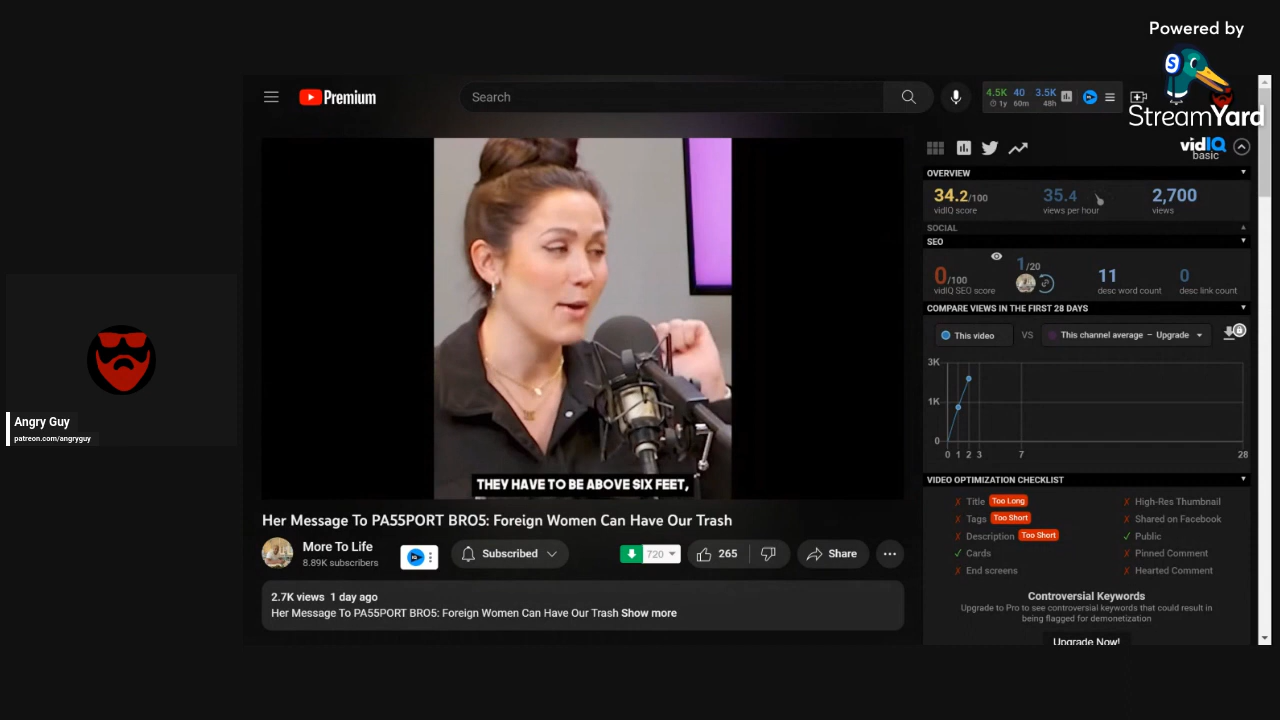 Powered by
StreamYard
Premium
Search
4.5K 40 3.5K
1y 60m 48h
vidIQ
basic
OVERVIEW
34.2/100 35.4 2,700
vidIQ score views per hour views
SOCIAL
SEO
0/100 1/20 11 0
vidIQ SEO score desc word count desc link count
COMPARE VIEWS IN THE FIRST 28 DAYS
This video VS This channel average – Upgrade
3K
1K
0
0 1 2 3 7 28
Angry Guy
patreon.com/angryguy
THEY HAVE TO BE ABOVE SIX FEET,
VIDEO OPTIMIZATION CHECKLIST
✗ Title Too Long ✗ High-Res Thumbnail
✗ Tags Too Short ✗ Shared on Facebook
✗ Description Too Short ✓ Public
✓ Cards ✗ Pinned Comment
✗ End screens ✗ Hearted Comment
Her Message To PA55PORT BRO5: Foreign Women Can Have Our Trash
More To Life
8.89K subscribers
Subscribed 720 265 Share
2.7K views 1 day ago
Her Message To PA55PORT BRO5: Foreign Women Can Have Our Trash Show more
Controversial Keywords
Upgrade to Pro to see controversial keywords that could result in
being flagged for demonetization
Upgrade Now!